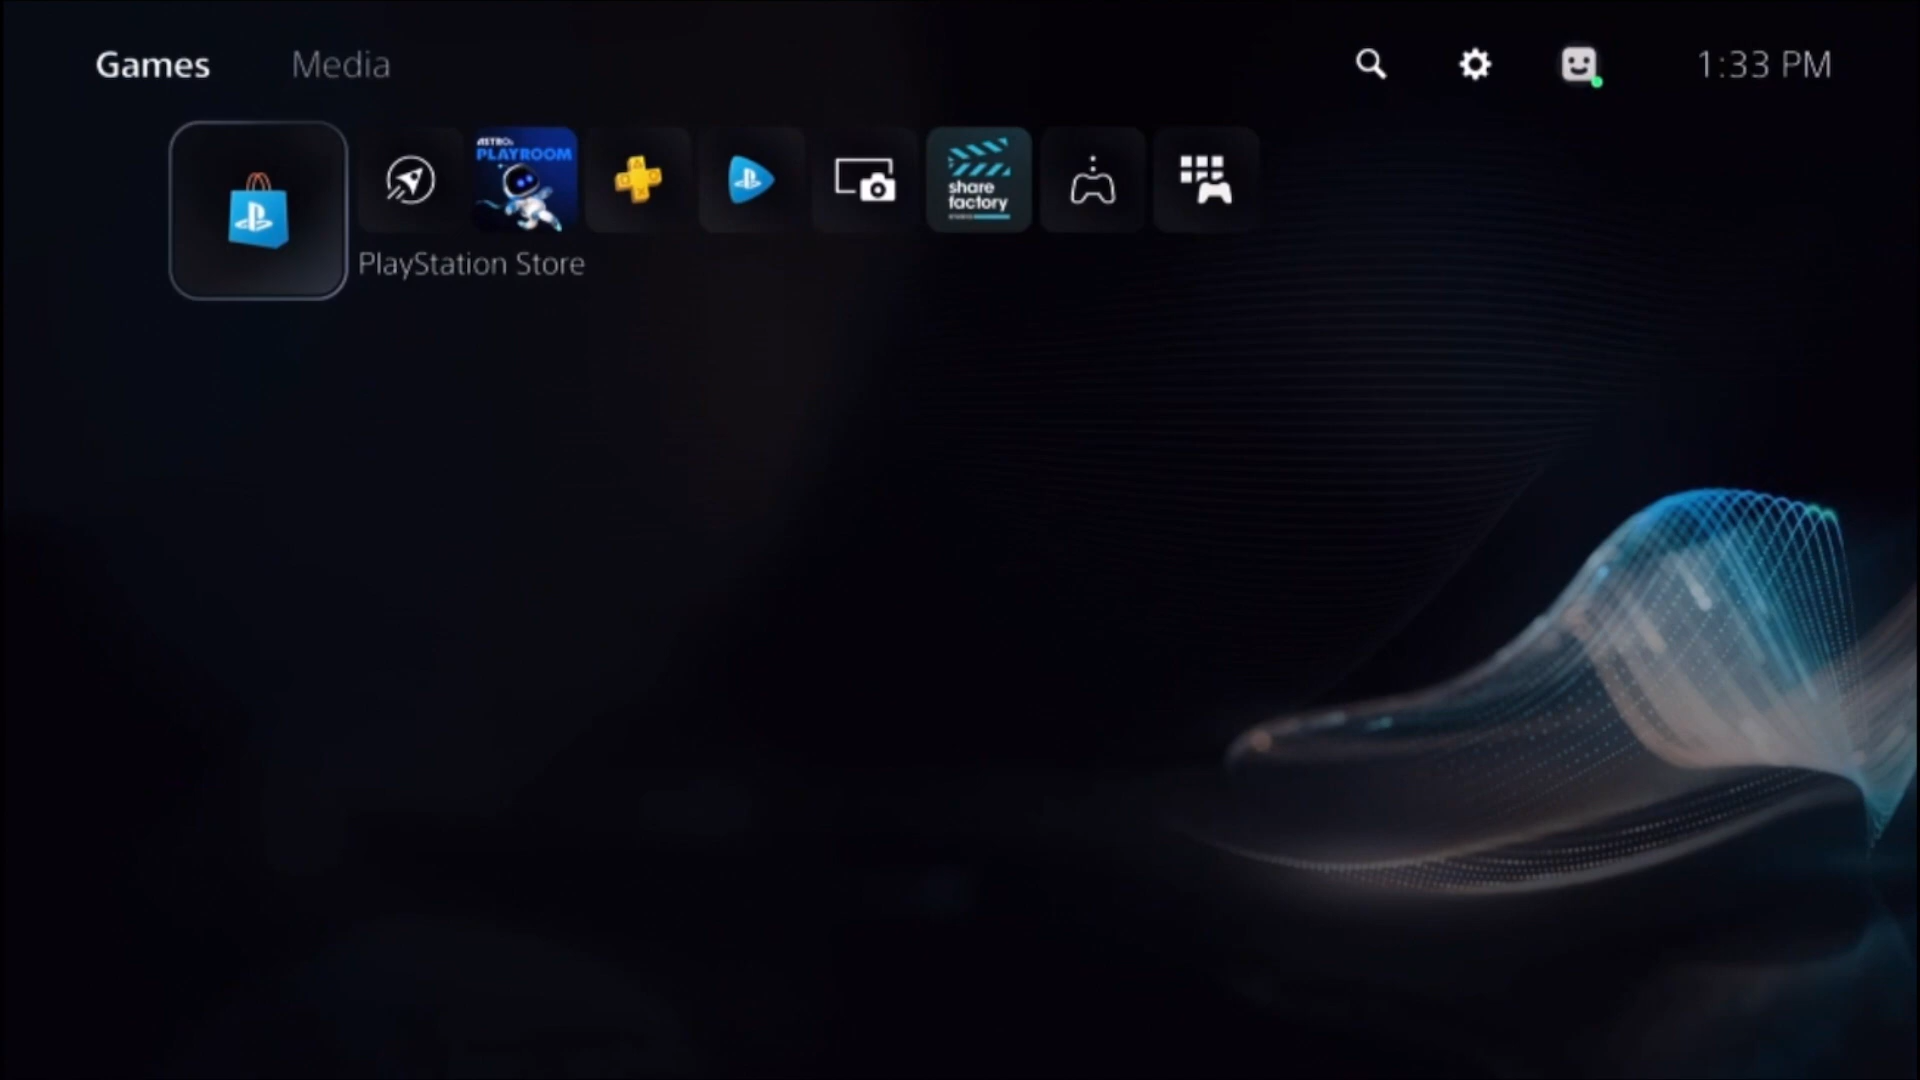 Games
Media
1:33 PM
ASTRO's
PLAYROOM
share
factory
PlayStation Store